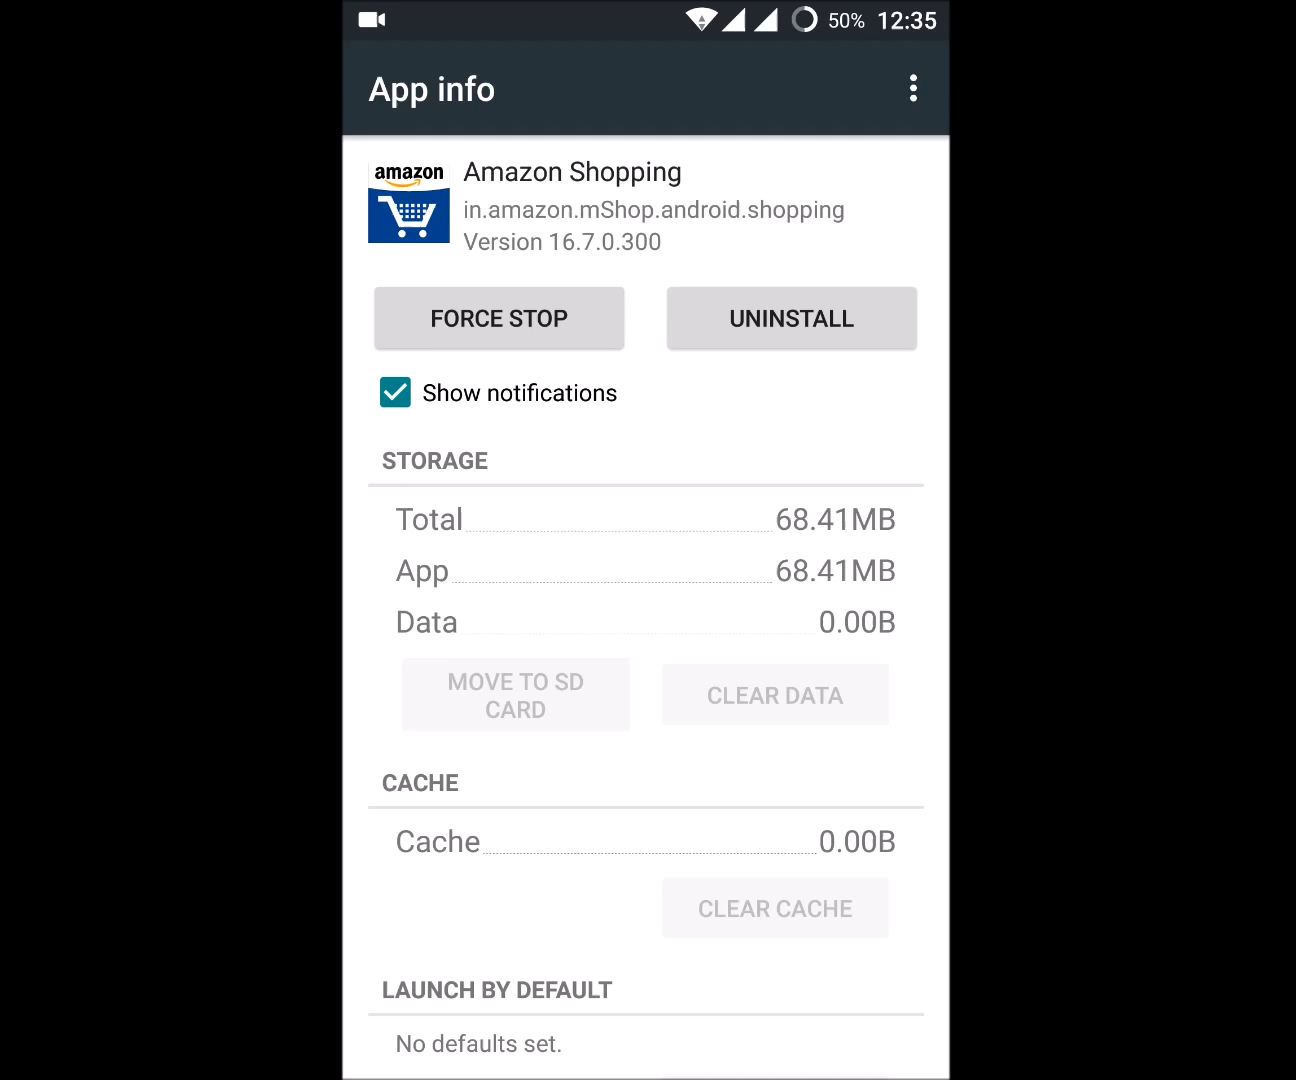 50% 12:35
App info
amazon
Amazon Shopping
in.amazon.mShop.android.shopping
Version 16.7.0.300
FORCE STOP UNINSTALL
Show notifications
STORAGE
Total 68.41MB
App 68.41MB
Data 0.00B
MOVE TO SD
CARD
CLEAR DATA
CACHE
Cache 0.00B
CLEAR CACHE
LAUNCH BY DEFAULT
No defaults set.